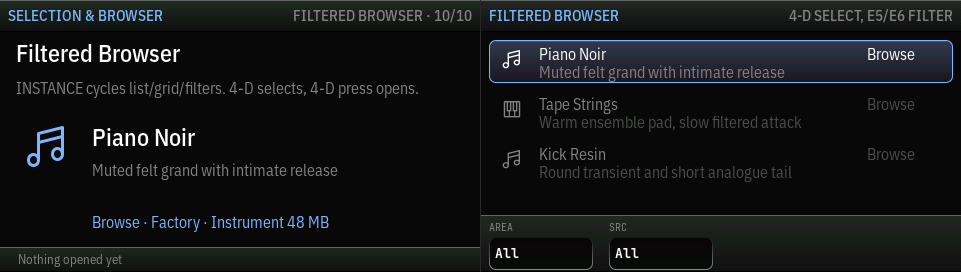 SELECTION & BROWSER
FILTERED BROWSER · 10/10
Filtered Browser
INSTANCE cycles list/grid/filters. 4-D selects, 4-D press opens.
Piano Noir
Muted felt grand with intimate release
Browse · Factory · Instrument 48 MB
Nothing opened yet
FILTERED BROWSER
4-D SELECT, E5/E6 FILTER
Piano Noir
Browse
Muted felt grand with intimate release
Tape Strings
Browse
Warm ensemble pad, slow filtered attack
Kick Resin
Browse
Round transient and short analogue tail
AREA
SRC
All
All